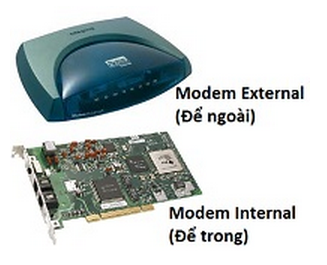 Modem External
(Để ngoài)
Modem Internal
(Để trong)